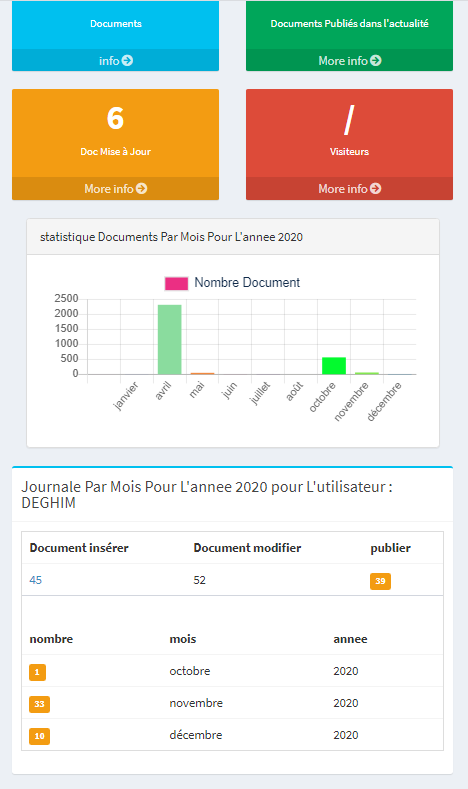 Documents
Documents Publiés dans l'actualité
info
More info
6
/
Doc Mise à Jour
Visiteurs
More info
More info
statistique Documents Par Mois Pour L'annee 2020
Nombre Document
2500
2000
1500
1000
500
0
janvier
avril
mai
juin
juillet
août
octobre
novembre
décembre
Journale Par Mois Pour L'annee 2020 pour L'utilisateur :
DEGHIM
Document insérer Document modifier publier
45 52 39
nombre mois annee
1 octobre 2020
33 novembre 2020
10 décembre 2020